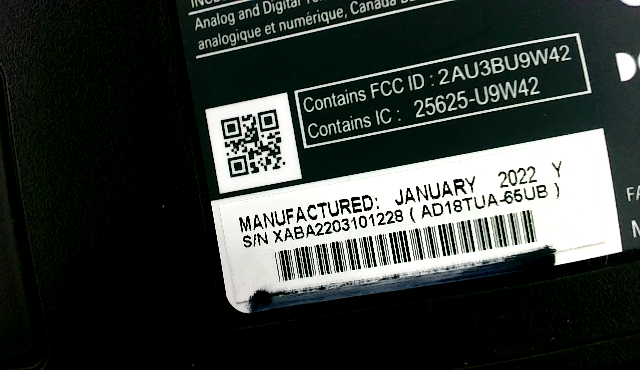 Analog and Digital
analogique et numérique, Canada
Contains FCC ID : 2AU3BU9W42
Contains IC : 25625-U9W42
MANUFACTURED: JANUARY 2022 Y
S/N XABA2203101228 ( AD18TUA-65UB )